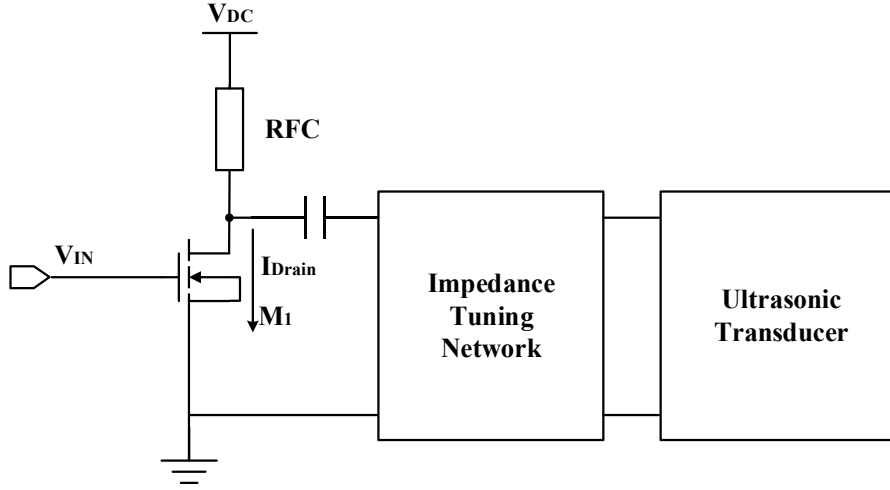 VDC
RFC
VIN
IDrain
M1
Impedance
Tuning
Network
Ultrasonic
Transducer